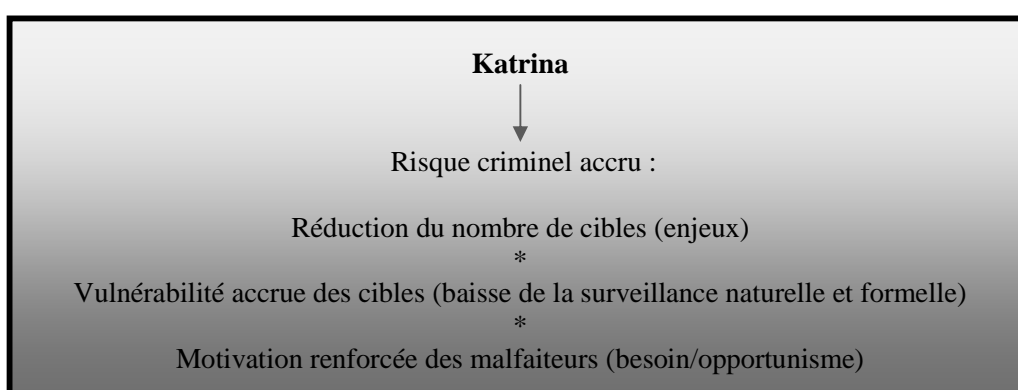 Katrina
Risque criminel accru :
Réduction du nombre de cibles (enjeux)
*
Vulnérabilité accrue des cibles (baisse de la surveillance naturelle et formelle)
*
Motivation renforcée des malfaiteurs (besoin/opportunisme)